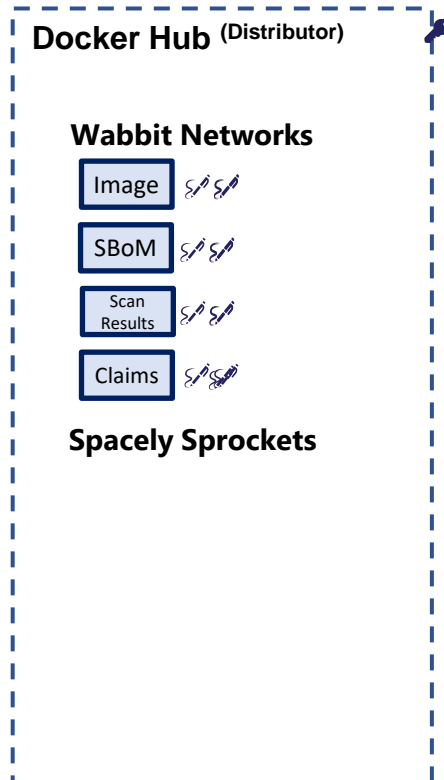 Docker Hub (Distributor)
Wabbit Networks
Image
SBoM
Scan
Results
Claims
Spacely Sprockets